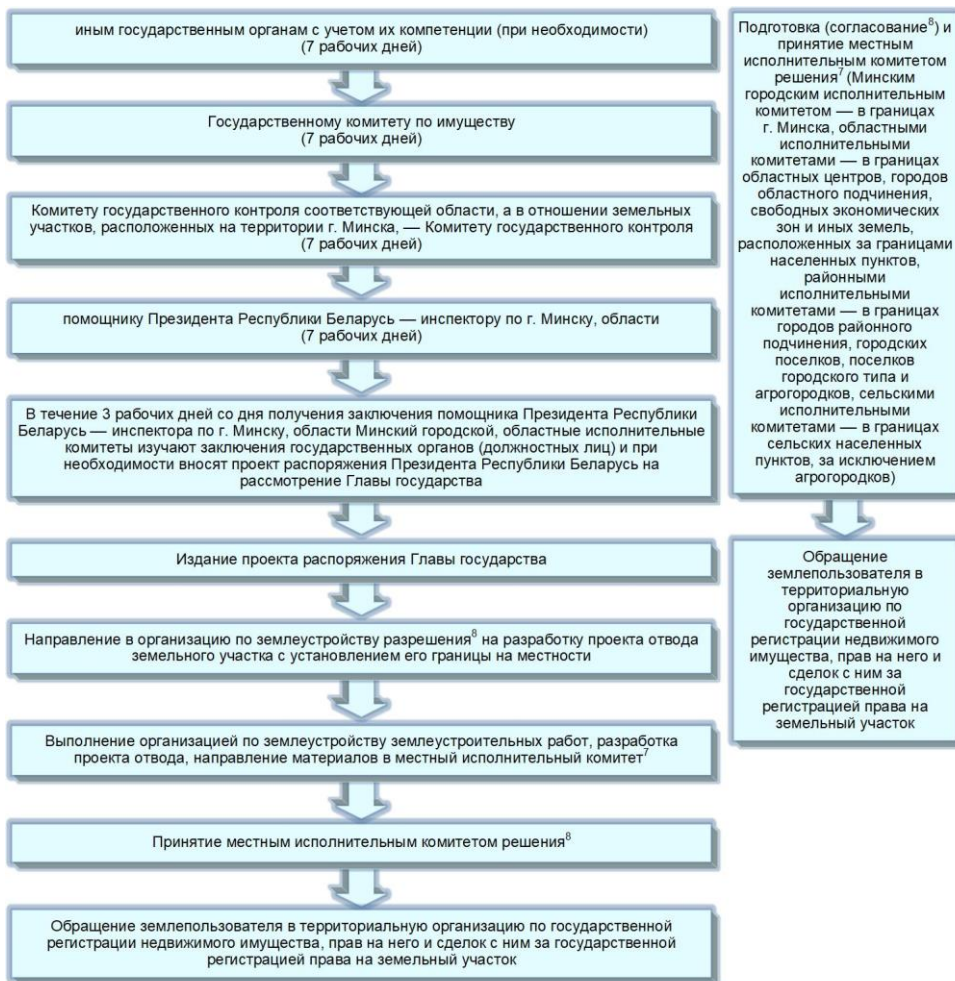 иным государственным органам с учетом их компетенции (при необходимости)
(7 рабочих дней)
Государственному комитету по имуществу
(7 рабочих дней)
Комитету государственного контроля соответствующей области, а в отношении земельных
участков, расположенных на территории г. Минска, — Комитету государственного контроля
(7 рабочих дней)
помощнику Президента Республики Беларусь — инспектору по г. Минску, области
(7 рабочих дней)
В течение 3 рабочих дней со дня получения заключения помощника Президента Республики
Беларусь — инспектора по г. Минску, области Минский городской, областные исполнительные
комитеты изучают заключения государственных органов (должностных лиц) и при
необходимости вносят проект распоряжения Президента Республики Беларусь на
рассмотрение Главы государства
Издание проекта распоряжения Главы государства
Направление в организацию по землеустройству разрешения⁸ на разработку проекта отвода
земельного участка с установлением его границы на местности
Выполнение организацией по землеустройству землеустроительных работ, разработка
проекта отвода, направление материалов в местный исполнительный комитет⁷
Принятие местным исполнительным комитетом решения⁸
Обращение землепользователя в территориальную организацию по государственной
регистрации недвижимого имущества, прав на него и сделок с ним за государственной
регистрацией права на земельный участок
Подготовка (согласование⁸) и
принятие местным
исполнительным комитетом
решения⁷ (Минским
городским исполнительным
комитетом — в границах
г. Минска, областными
исполнительными
комитетами — в границах
областных центров, городов
областного подчинения,
свободных экономических
зон и иных земель,
расположенных за границами
населенных пунктов,
районными
исполнительными
комитетами — в границах
городов районного
подчинения, городских
поселков, поселков
городского типа и
агрогородков, сельскими
исполнительными
комитетами — в границах
сельских населенных
пунктов, за исключением
агрогородков)
Обращение
землепользователя в
территориальную
организацию по
государственной
регистрации недвижимого
имущества, прав на него и
сделок с ним за
государственной
регистрацией права на
земельный участок